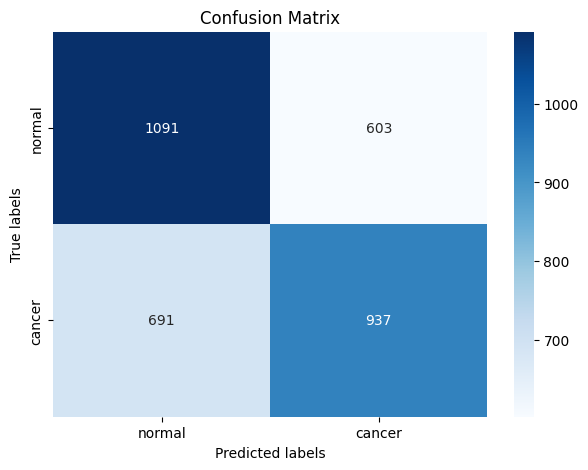 Confusion Matrix
normal
1091
603
cancer
691
937
True labels
normal
cancer
Predicted labels
1000
900
800
700